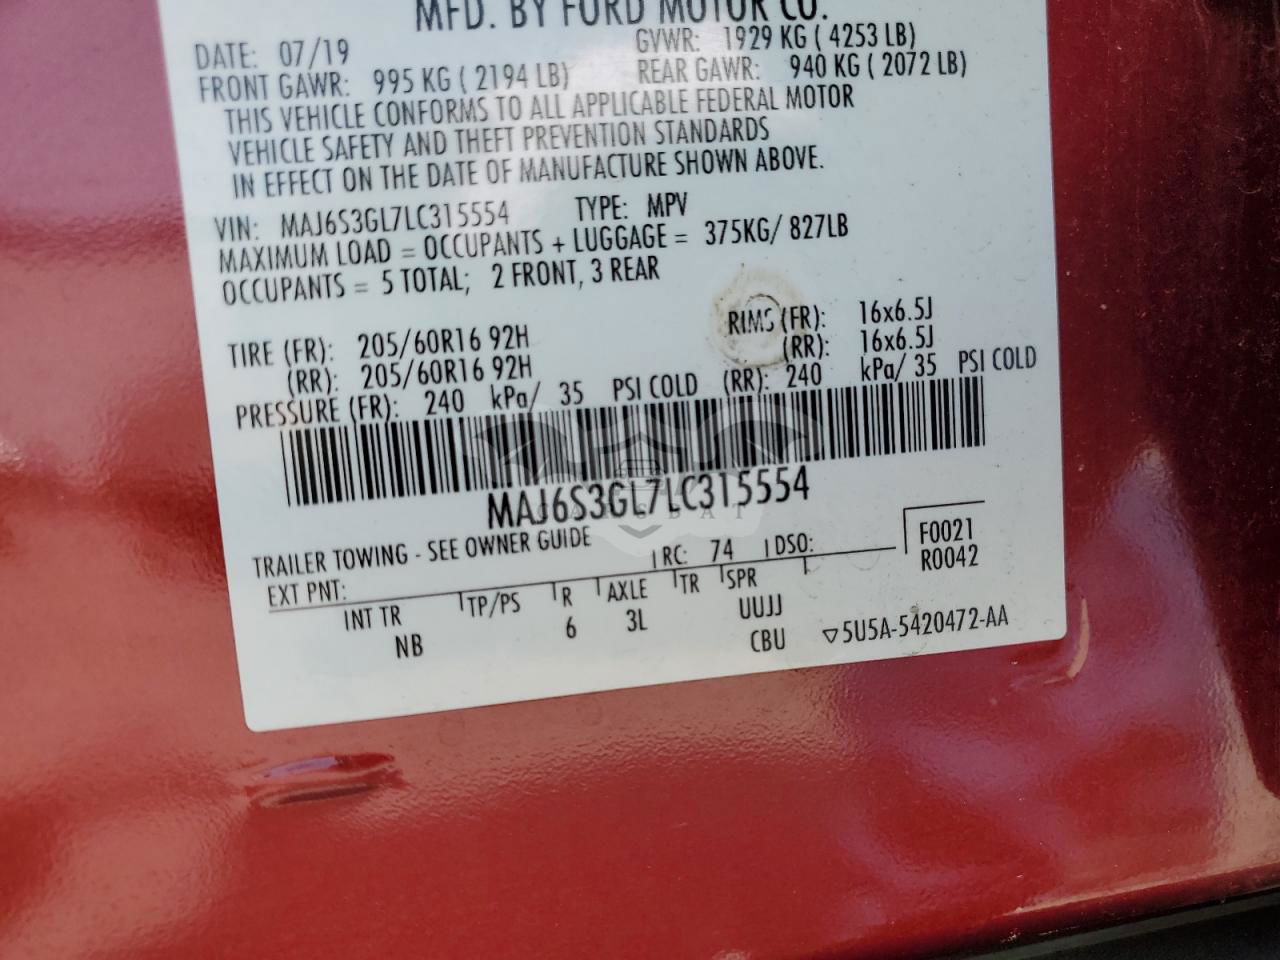 MFD. BY FORD MOTOR CO.
DATE: 07/19 GVWR: 1929 KG ( 4253 LB)
FRONT GAWR: 995 KG ( 2194 LB) REAR GAWR: 940 KG ( 2072 LB)
THIS VEHICLE CONFORMS TO ALL APPLICABLE FEDERAL MOTOR
VEHICLE SAFETY AND THEFT PREVENTION STANDARDS
IN EFFECT ON THE DATE OF MANUFACTURE SHOWN ABOVE.
VIN: MAJ6S3GL7LC315554 TYPE: MPV
MAXIMUM LOAD = OCCUPANTS + LUGGAGE = 375KG/ 827LB
OCCUPANTS = 5 TOTAL; 2 FRONT, 3 REAR
TIRE (FR): 205/60R16 92H RIMS (FR): 16x6.5J
(RR): 205/60R16 92H (RR): 16x6.5J
PRESSURE (FR): 240 kPa/ 35 PSI COLD (RR): 240 kPa/ 35 PSI COLD
MAJ6S3GL7LC315554
TRAILER TOWING - SEE OWNER GUIDE
EXT PNT: RC: 74 DSO: F0021
R0042
INT TR TP/PS R AXLE TR SPR
NB 6 3L UUJJ
CBU ▽5U5A-5420472-AA